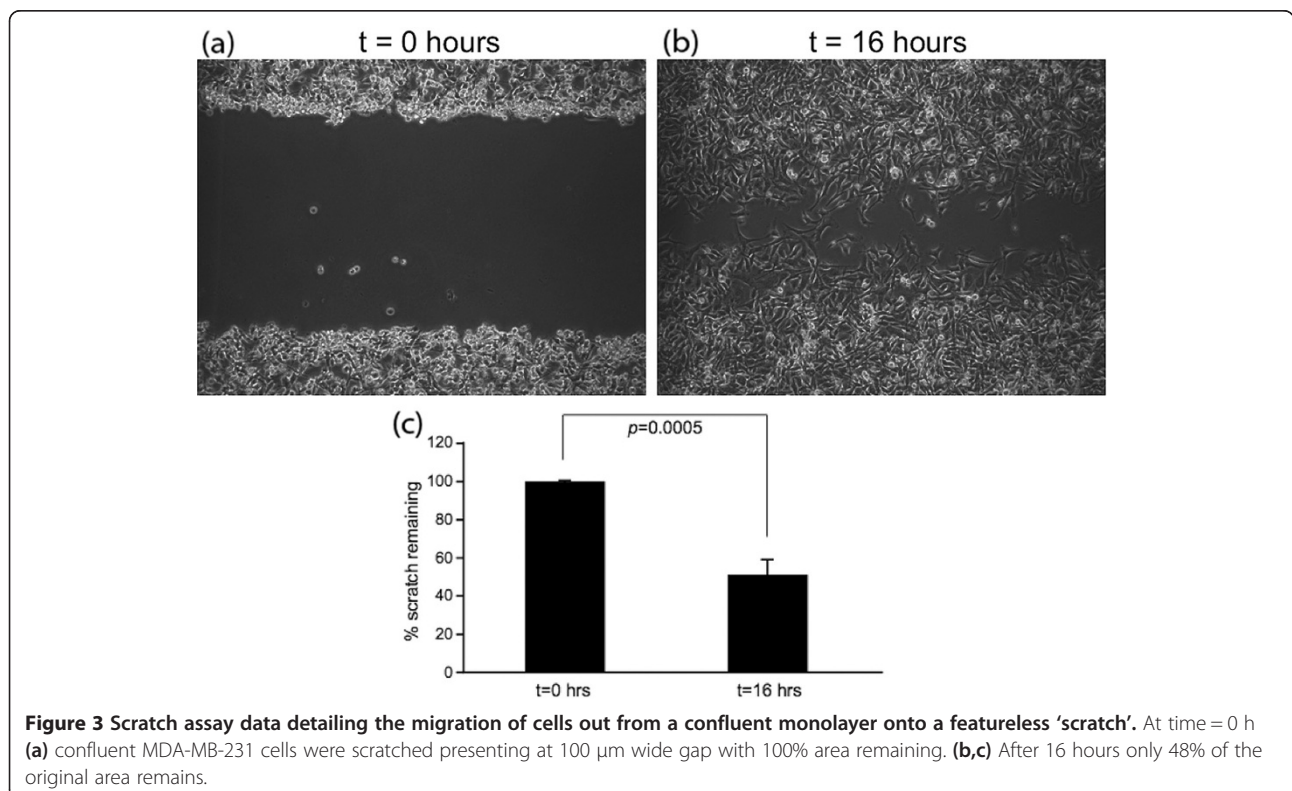 (a) t = 0 hours
(b) t = 16 hours
(c)
p=0.0005
120
100
80
60
40
20
0
% scratch remaining
t=0 hrs
t=16 hrs
Figure 3 Scratch assay data detailing the migration of cells out from a confluent monolayer onto a featureless ‘scratch’. At time = 0 h
(a) confluent MDA-MB-231 cells were scratched presenting at 100 μm wide gap with 100% area remaining. (b,c) After 16 hours only 48% of the
original area remains.